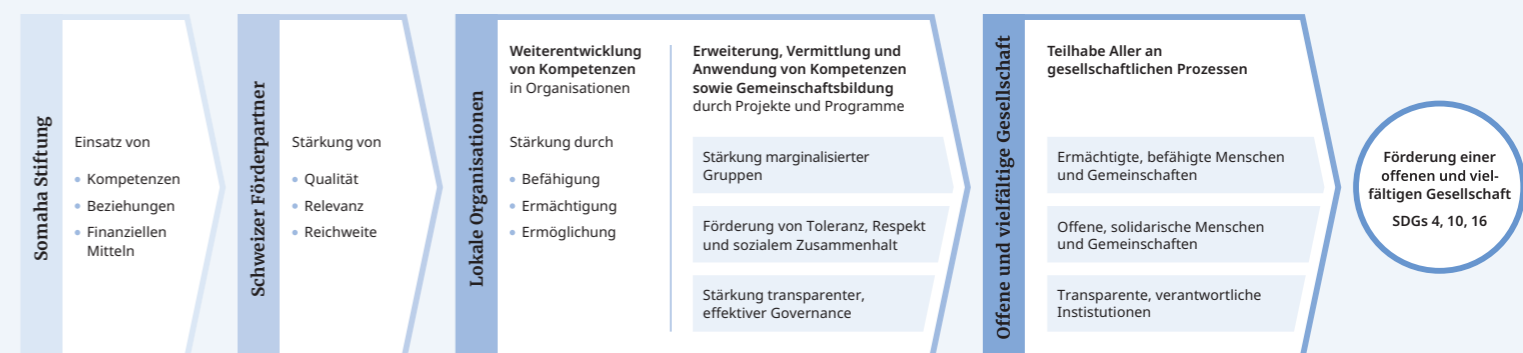 Somaha Stiftung
Einsatz von
Kompetenzen
Beziehungen
Finanziellen
Mitteln
Schweizer Förderpartner
Stärkung von
Qualität
Relevanz
Reichweite
Lokale Organisationen
Weiterentwicklung
von Kompetenzen
in Organisationen
Stärkung durch
Befähigung
Ermächtigung
Ermöglichung
Erweiterung, Vermittlung und
Anwendung von Kompetenzen
sowie Gemeinschaftsbildung
durch Projekte und Programme
Stärkung marginalisierter
Gruppen
Förderung von Toleranz, Respekt
und sozialem Zusammenhalt
Stärkung transparenter,
effektiver Governance
Offene und vielfältige Gesellschaft
Teilhabe Aller an
gesellschaftlichen Prozessen
Ermächtigte, befähigte Menschen
und Gemeinschaften
Offene, solidarische Menschen
und Gemeinschaften
Transparente, verantwortliche
Instistutionen
Förderung einer
offenen und viel-
fältigen Gesellschaft
SDGs 4, 10, 16